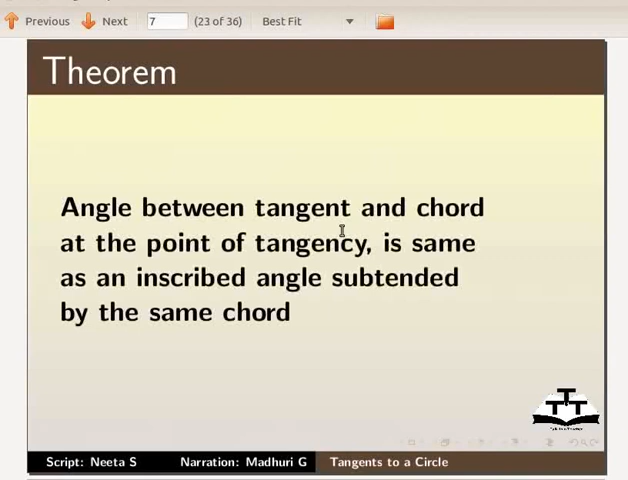 Previous Next 7 (23 of 36) Best Fit
Theorem
Angle between tangent and chord
at the point of tangency, is same
as an inscribed angle subtended
by the same chord
Script: Neeta S Narration: Madhuri G Tangents to a Circle